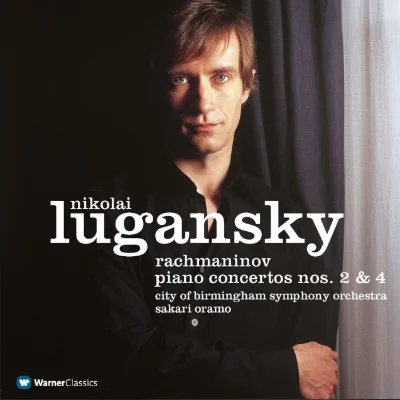 nikolai
lugansky
rachmaninov
piano concertos nos. 2 & 4
city of birmingham symphony orchestra
sakari oramo
WarnerClassics